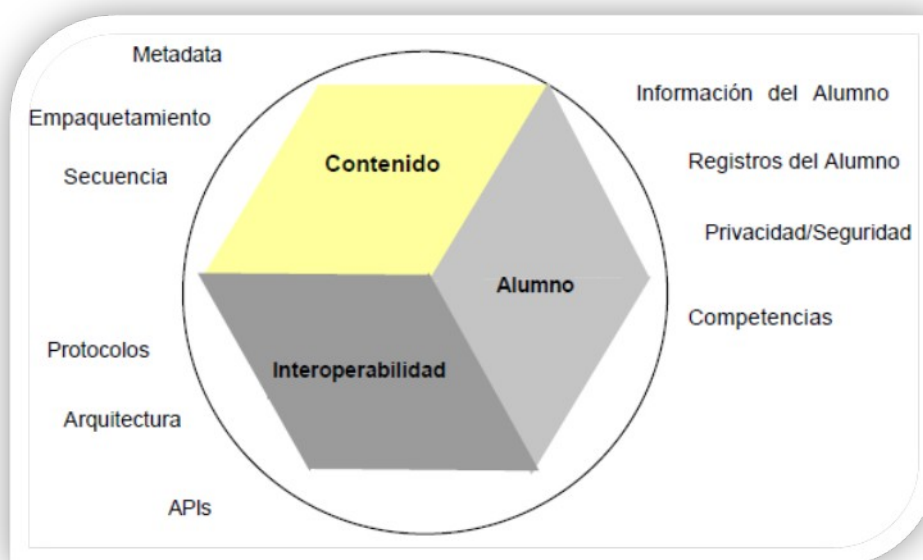 Metadata
Empaquetamiento
Secuencia
Contenido
Información del Alumno
Registros del Alumno
Privacidad/Seguridad
Competencias
Alumno
Interoperabilidad
Protocolos
Arquitectura
APIs